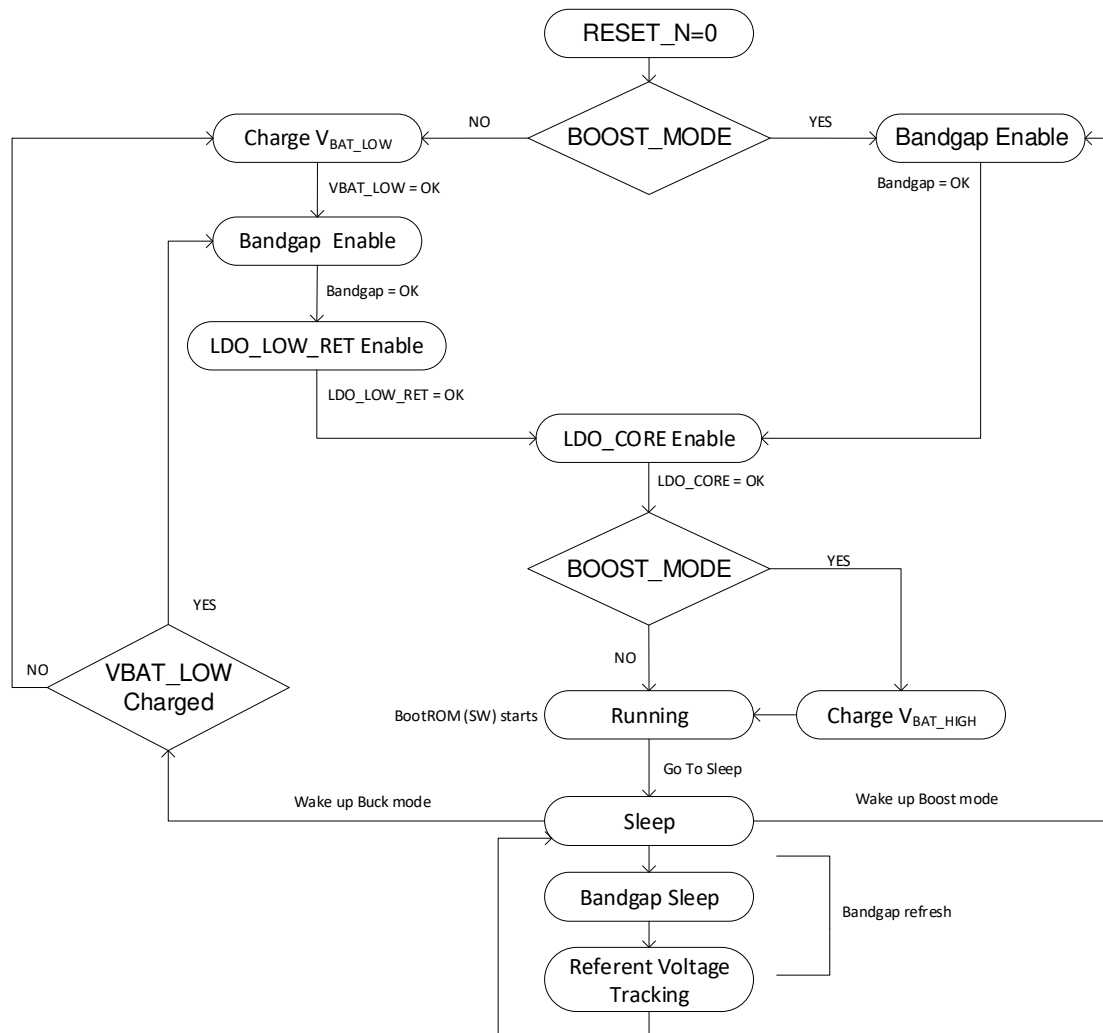 RESET_N=0
BOOST_MODE
NO
YES
Charge VBAT_LOW
Bandgap Enable
VBAT_LOW = OK
Bandgap = OK
Bandgap  Enable
Bandgap = OK
LDO_LOW_RET Enable
LDO_LOW_RET = OK
LDO_CORE Enable
LDO_CORE = OK
BOOST_MODE
YES
NO
YES
NO
VBAT_LOW
Charged
BootROM (SW) starts
Running
Charge VBAT_HIGH
Go To Sleep
Wake up Buck mode
Wake up Boost mode
Sleep
Bandgap Sleep
Bandgap refresh
Referent Voltage
Tracking